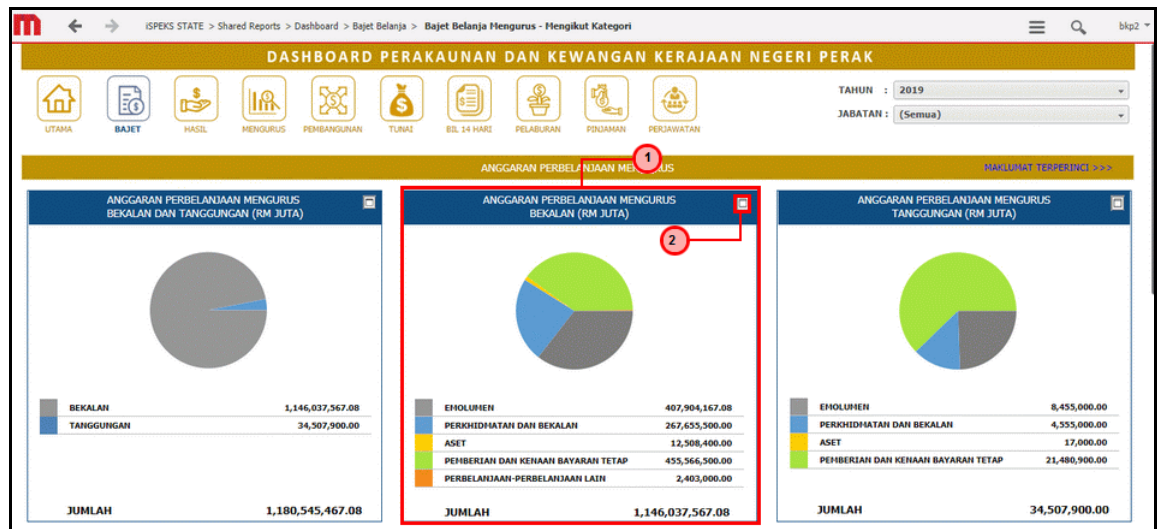 iSPEKS STATE > Shared Reports > Dashboard > Bajet Belanja > Bajet Belanja Mengurus - Mengikut Kategori
bkp2
DASHBOARD PERAKAUNAN DAN KEWANGAN KERAJAAN NEGERI PERAK
TAHUN : 2019
JABATAN : (Semua)
UTAMA BAJET HASIL MENGURUS PEMBANGUNAN TUNAI BIL 14 HARI PELABURAN PINJAMAN PERJAWATAN
1
ANGGARAN PERBELANJAAN MENGURUS MAKLUMAT TERPERINCI >>>
ANGGARAN PERBELANJAAN MENGURUS
BEKALAN DAN TANGGUNGAN (RM JUTA)
BEKALAN 1,146,037,567.08
TANGGUNGAN 34,507,900.00
JUMLAH 1,180,545,467.08
ANGGARAN PERBELANJAAN MENGURUS
BEKALAN (RM JUTA)
2
EMOLUMEN 407,904,167.08
PERKHIDMATAN DAN BEKALAN 267,655,500.00
ASET 12,508,400.00
PEMBERIAN DAN KENAAN BAYARAN TETAP 455,566,500.00
PERBELANJAAN-PERBELANJAAN LAIN 2,403,000.00
JUMLAH 1,146,037,567.08
ANGGARAN PERBELANJAAN MENGURUS
TANGGUNGAN (RM JUTA)
EMOLUMEN 8,455,000.00
PERKHIDMATAN DAN BEKALAN 4,555,000.00
ASET 17,000.00
PEMBERIAN DAN KENAAN BAYARAN TETAP 21,480,900.00
JUMLAH 34,507,900.00